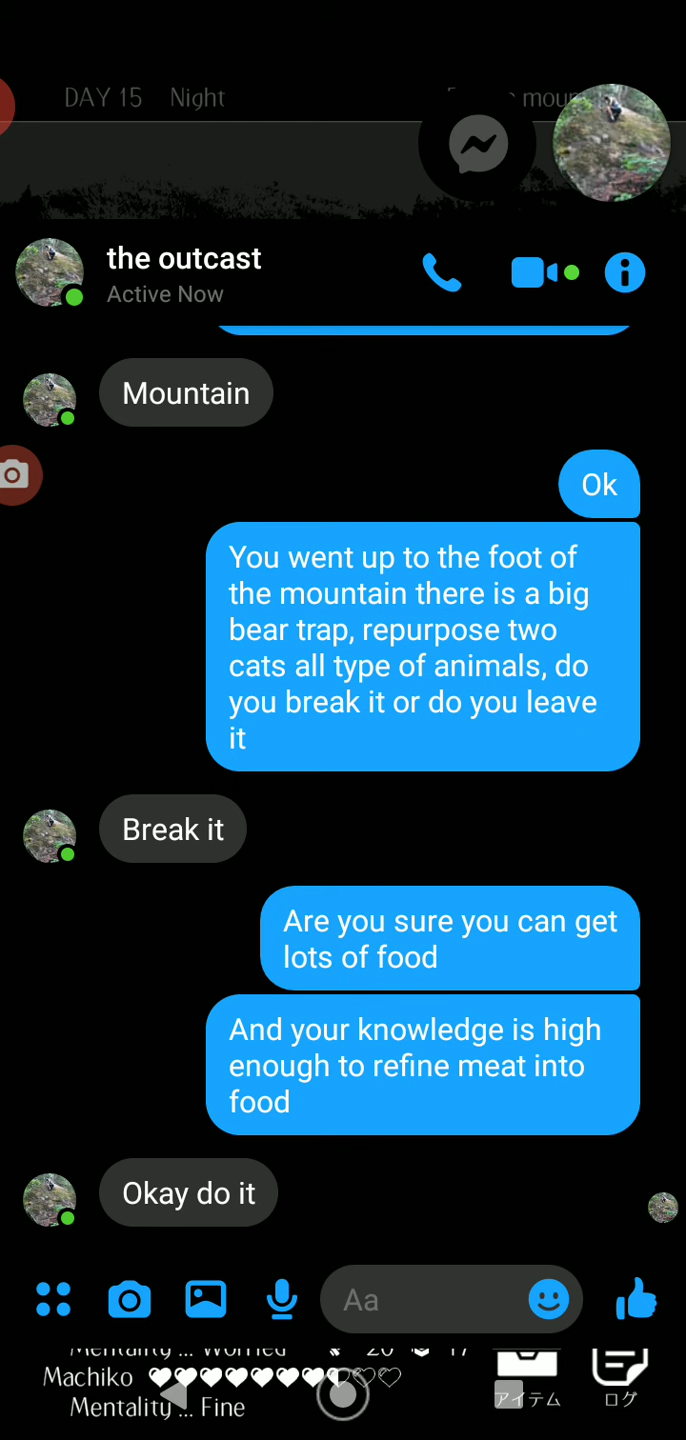 DAY 15 Night
the outcast
Active Now
Mountain
Ok
You went up to the foot of
the mountain there is a big
bear trap, repurpose two
cats all type of animals, do
you break it or do you leave
it
Break it
Are you sure you can get
lots of food
And your knowledge is high
enough to refine meat into
food
Okay do it
Aa
Mentality ... Worried 20 17
Machiko
Mentality ... Fine
アイテム
ログ